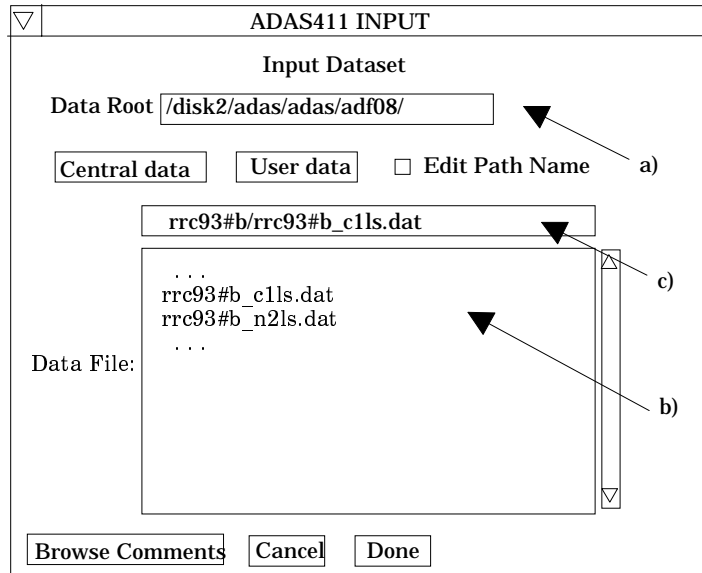 ADAS411 INPUT
Input Dataset
Data Root /disk2/adas/adas/adf08/
a)
Central data User data Edit Path Name
rrc93#b/rrc93#b_c1ls.dat
c)
. . .
rrc93#b_c1ls.dat
rrc93#b_n2ls.dat
. . .
Data File:
b)
Browse Comments Cancel Done